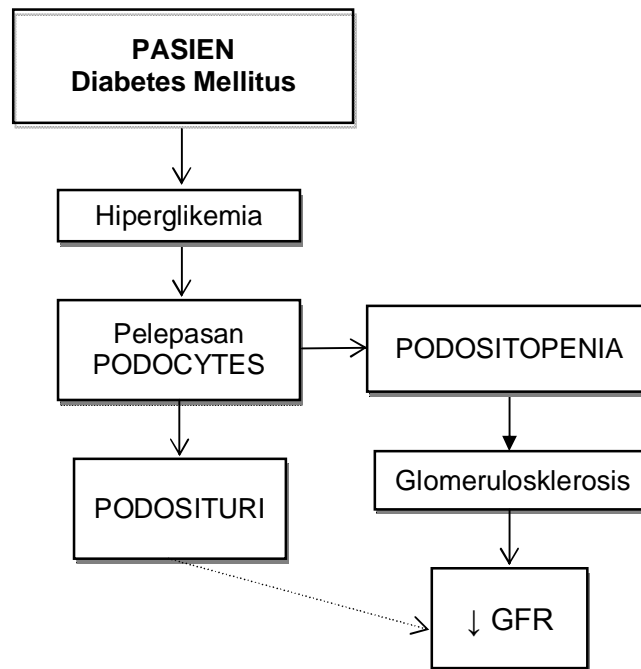 PASIEN
Diabetes Mellitus
Hiperglikemia
Pelepasan
PODOCYTES
PODOSITOPENIA
PODOSITURI
Glomerulosklerosis
↓ GFR